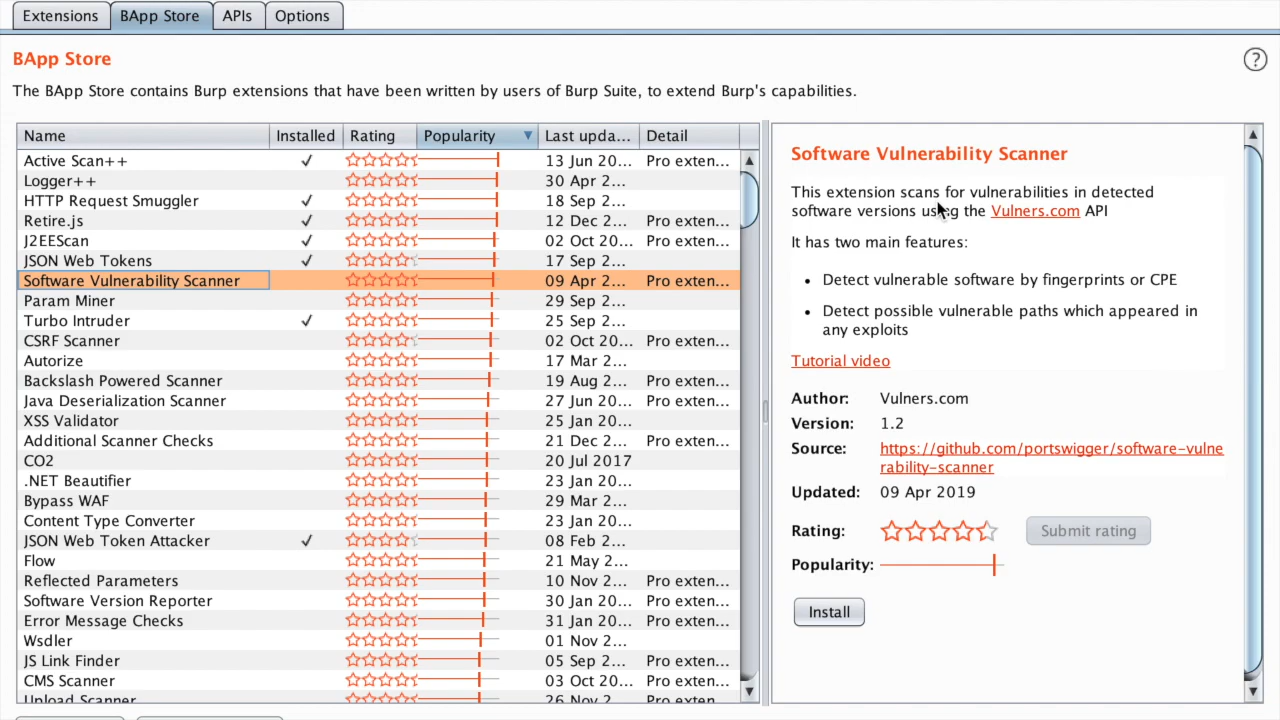 Extensions BApp Store APIs Options
BApp Store
The BApp Store contains Burp extensions that have been written by users of Burp Suite, to extend Burp's capabilities.
Name Installed Rating Popularity Last upda... Detail
Active Scan++ ✓ 13 Jun 20... Pro exten...
Logger++ 30 Apr 2...
HTTP Request Smuggler ✓ 18 Sep 2...
Retire.js ✓ 12 Dec 2... Pro exten...
J2EEScan ✓ 02 Oct 20... Pro exten...
JSON Web Tokens ✓ 17 Sep 2...
Software Vulnerability Scanner 09 Apr 2... Pro exten...
Param Miner 29 Sep 2...
Turbo Intruder ✓ 25 Sep 2...
CSRF Scanner 02 Oct 20... Pro exten...
Autorize 17 Mar 2...
Backslash Powered Scanner 19 Aug 2... Pro exten...
Java Deserialization Scanner 27 Jun 20... Pro exten...
XSS Validator 25 Jan 20...
Additional Scanner Checks 21 Dec 2... Pro exten...
CO2 20 Jul 2017
.NET Beautifier 23 Jan 20...
Bypass WAF 29 Mar 2...
Content Type Converter 23 Jan 20...
JSON Web Token Attacker ✓ 08 Feb 2...
Flow 21 May 2...
Reflected Parameters 10 Nov 2... Pro exten...
Software Version Reporter 30 Jan 20... Pro exten...
Error Message Checks 31 Jan 20... Pro exten...
Wsdler 01 Nov 2...
JS Link Finder 05 Sep 2... Pro exten...
CMS Scanner 03 Oct 20... Pro exten...
Upload Scanner 26 Nov 2... Pro exten...
Software Vulnerability Scanner
This extension scans for vulnerabilities in detected
software versions using the Vulners.com API
It has two main features:
• Detect vulnerable software by fingerprints or CPE
• Detect possible vulnerable paths which appeared in
any exploits
Tutorial video
Author: Vulners.com
Version: 1.2
Source: https://github.com/portswigger/software-vulne
rability-scanner
Updated: 09 Apr 2019
Rating: Submit rating
Popularity:
Install